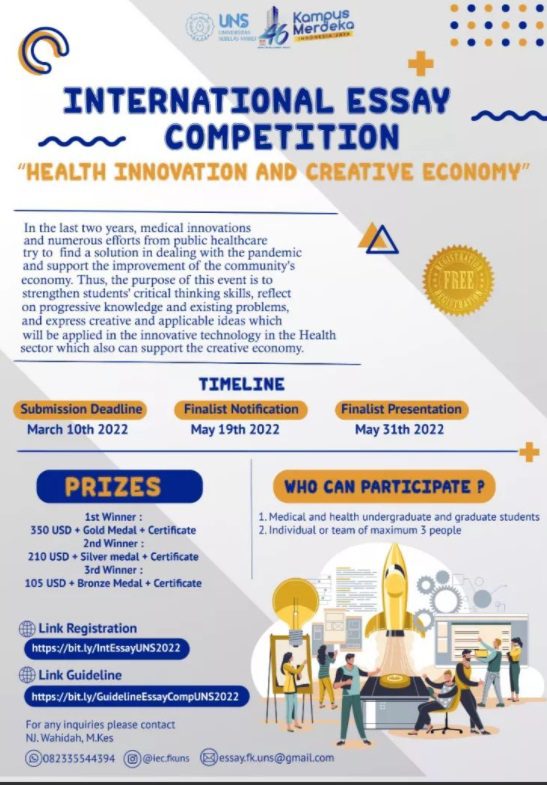 UNS
UNIVERSITAS
SEBELAS MARET
46
Kampus
Merdeka
INDONESIA JAYA
INTERNATIONAL ESSAY
COMPETITION
"HEALTH INNOVATION AND CREATIVE ECONOMY"
In the last two years, medical innovations
and numerous efforts from public healthcare
try to find a solution in dealing with the pandemic
and support the improvement of the community's
economy. Thus, the purpose of this event is to
strengthen students' critical thinking skills, reflect
on progressive knowledge and existing problems,
and express creative and applicable ideas which
will be applied in the innovative technology in the Health
sector which also can support the creative economy.
REGISTRATION
FREE
REGISTRATION
TIMELINE
Submission Deadline
March 10th 2022
Finalist Notification
May 19th 2022
Finalist Presentation
May 31th 2022
PRIZES
1st Winner :
350 USD + Gold Medal + Certificate
2nd Winner :
210 USD + Silver medal + Certificate
3rd Winner :
105 USD + Bronze Medal + Certificate
WHO CAN PARTICIPATE ?
1. Medical and health undergraduate and graduate students
2. Individual or team of maximum 3 people
Link Registration
https://bit.ly/IntEssayUNS2022
Link Guideline
https://bit.ly/GuidelineEssayCompUNS2022
For any inquiries please contact
NJ. Wahidah, M.Kes
082335544394
@iec.fkuns
essay.fk.uns@gmail.com